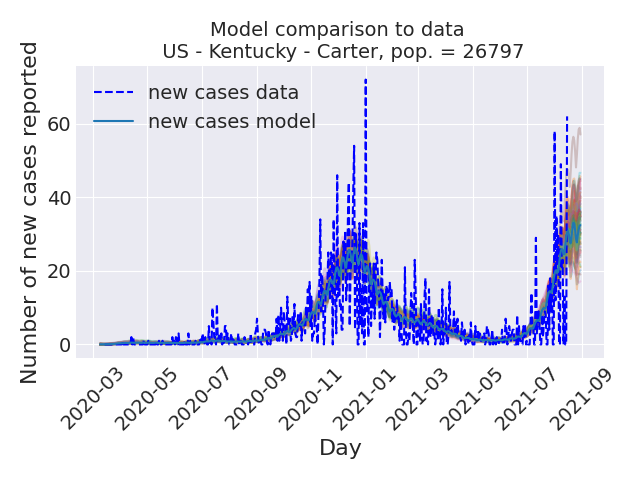 Model comparison to data
US - Kentucky - Carter, pop. = 26797
Number of new cases reported
60
40
20
0
new cases data
new cases model
2020-03
2020-05
2020-07
2020-09
2020-11
2021-01
2021-03
2021-05
2021-07
2021-09
Day